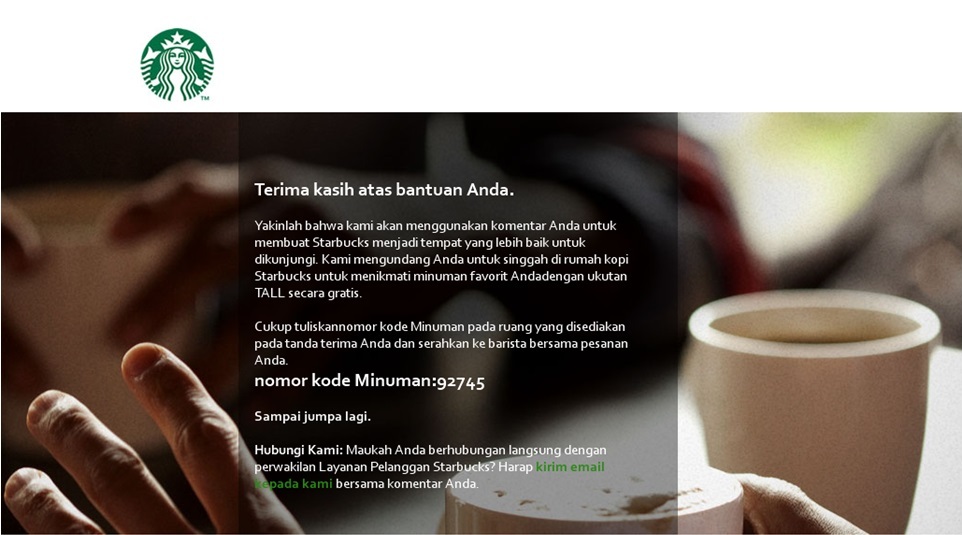 TM
Terima kasih atas bantuan Anda.
Yakinlah bahwa kami akan menggunakan komentar Anda untuk
membuat Starbucks menjadi tempat yang lebih baik untuk
dikunjungi. Kami mengundang Anda untuk singgah di rumah kopi
Starbucks untuk menikmati minuman favorit Andadengan ukutan
TALL secara gratis.
Cukup tuliskannomor kode Minuman pada ruang yang disediakan
pada tanda terima Anda dan serahkan ke barista bersama pesanan
Anda.
nomor kode Minuman:92745
Sampai jumpa lagi.
Hubungi Kami: Maukah Anda berhubungan langsung dengan
perwakilan Layanan Pelanggan Starbucks? Harap kirim email
kepada kami bersama komentar Anda.